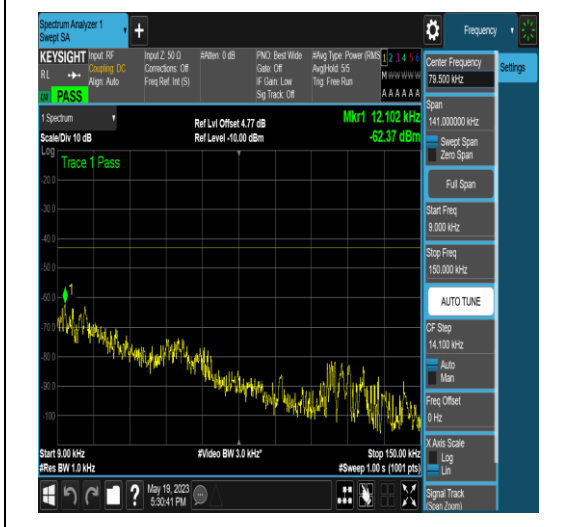 Spectrum Analyzer 1
Swept SA
+
Frequency
KEYSIGHT
RL
PASS
Input: RF
Coupling: DC
Align: Auto
Input Z: 50 Ω
Corrections: Off
Freq Ref: Int (S)
#Atten: 0 dB
PNO: Best Wide
Gate: Off
IF Gain: Low
Sig Track: Off
#Avg Type: Power (RMS
Avg|Hold: 5/5
Trig: Free Run
1 2 3 4 5 6
M W W W W W
A A A A A A
1 Spectrum
Scale/Div 10 dB
Ref Lvl Offset 4.77 dB
Ref Level -10.00 dBm
Mkr1 12.102 kHz
-62.37 dBm
Log
Trace 1 Pass
-20.0
-30.0
-40.0
-50.0
-60.0
-70.0
-80.0
-90.0
-100
1
Start 9.00 kHz
#Res BW 1.0 kHz
#Video BW 3.0 kHz*
Stop 150.00 kHz
#Sweep 1.00 s (1001 pts)
?
May 19, 2023
5:30:41 PM
Center Frequency
79.500 kHz
Span
141.000000 kHz
Swept Span
Zero Span
Full Span
Start Freq
9.000 kHz
Stop Freq
150.000 kHz
AUTO TUNE
CF Step
14.100 kHz
Auto
Man
Freq Offset
0 Hz
X Axis Scale
Log
Lin
Signal Track
(Span Zoom)
Settings